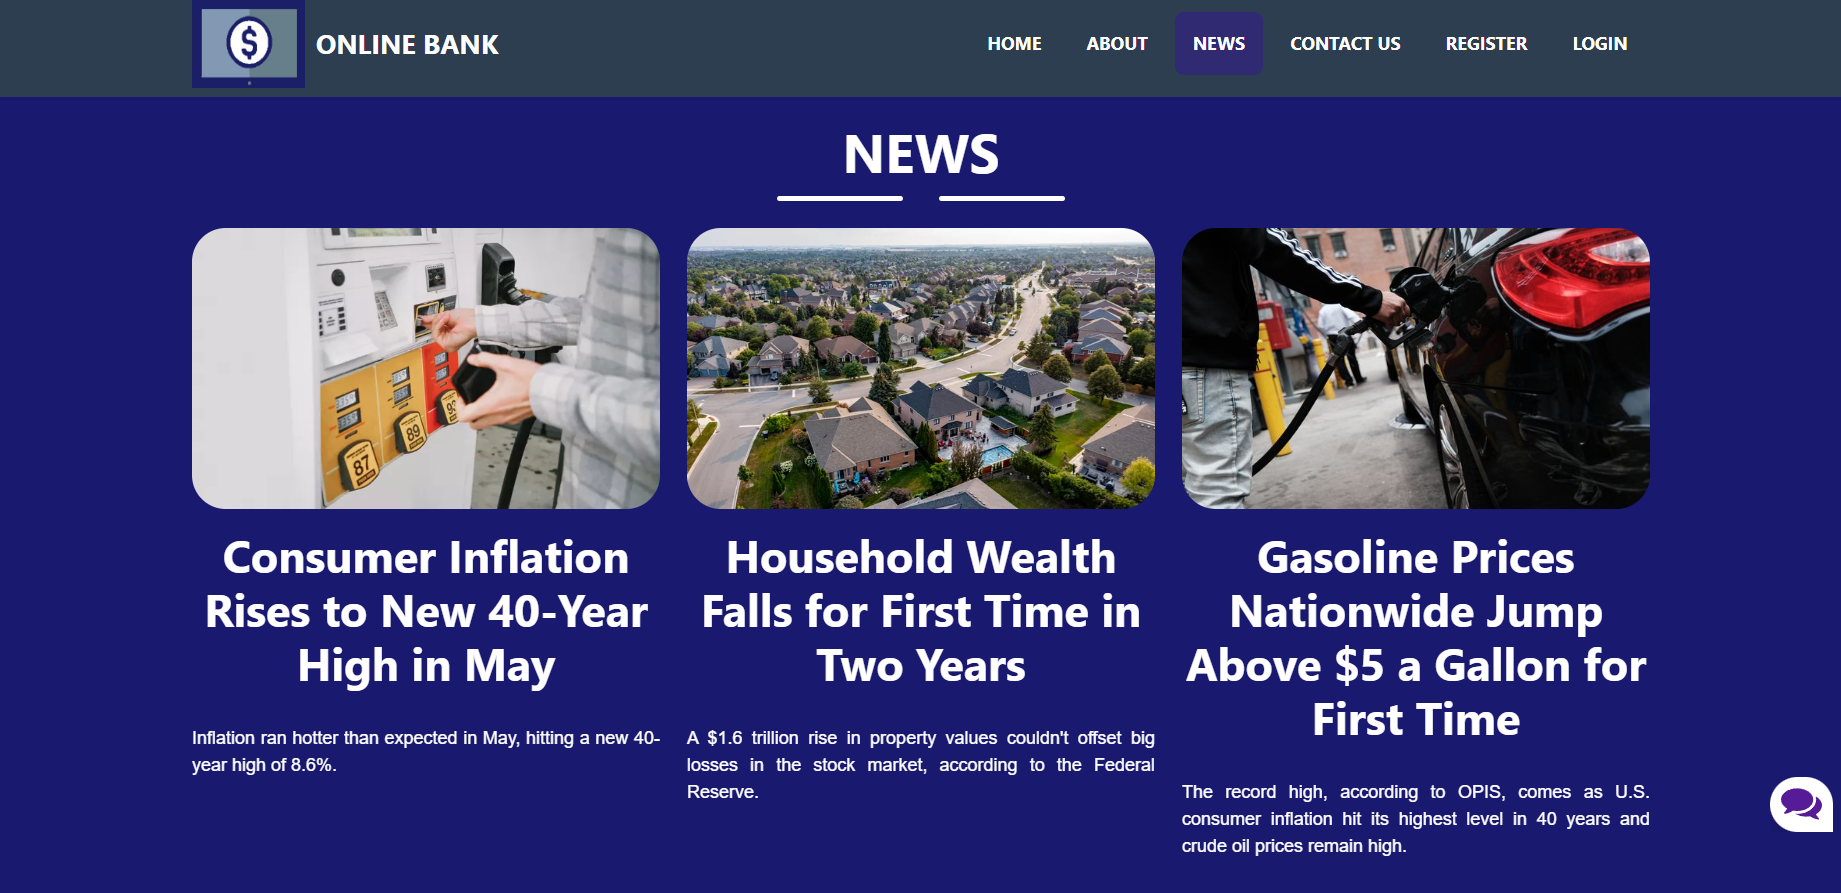 $
ONLINE BANK
HOME
ABOUT
NEWS
CONTACT US
REGISTER
LOGIN
NEWS
87
89
Consumer Inflation
Rises to New 40-Year
High in May
Inflation ran hotter than expected in May, hitting a new 40-
year high of 8.6%.
Household Wealth
Falls for First Time in
Two Years
A $1.6 trillion rise in property values couldn't offset big
losses in the stock market, according to the Federal
Reserve.
Gasoline Prices
Nationwide Jump
Above $5 a Gallon for
First Time
The record high, according to OPIS, comes as U.S.
consumer inflation hit its highest level in 40 years and
crude oil prices remain high.